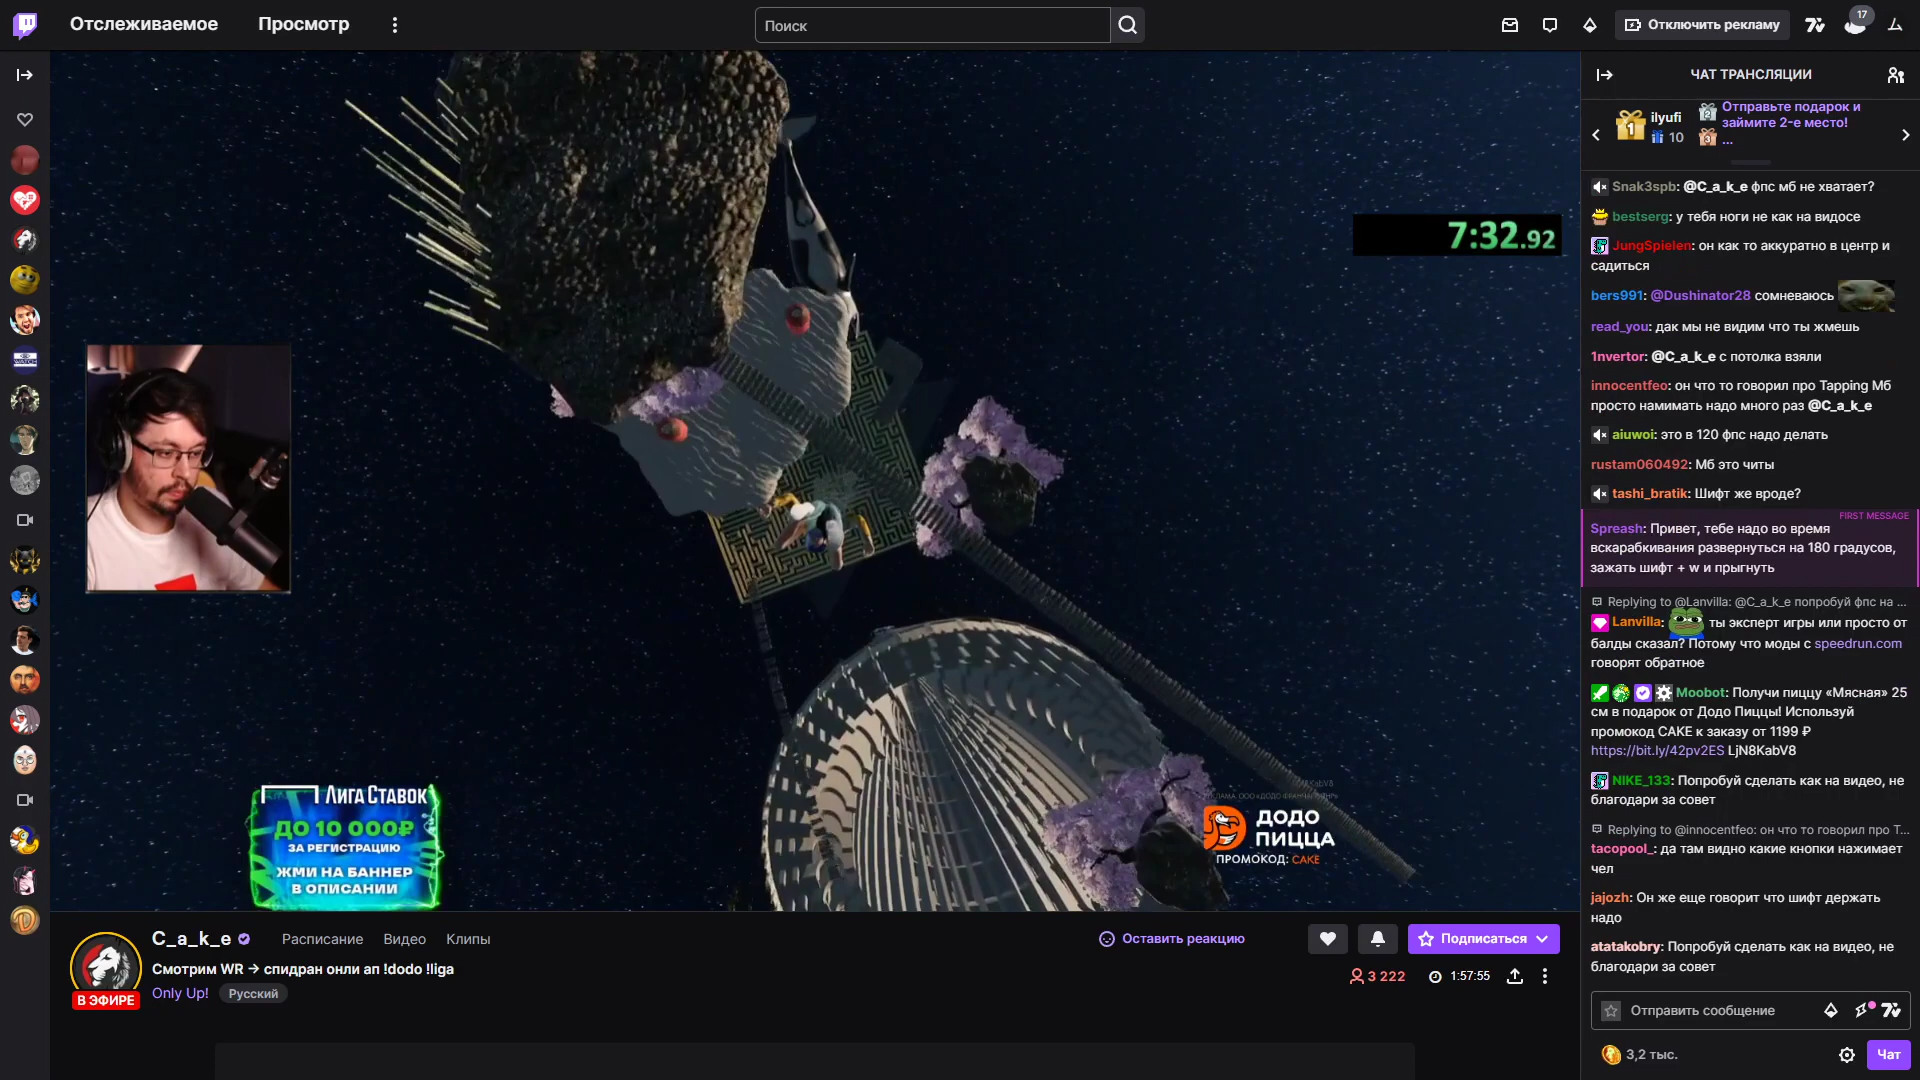 Отслеживаемое
Просмотр
Поиск
Отключить рекламу
17
ЧАТ ТРАНСЛЯЦИИ
1
ilyufi
10
2
3
Отправьте подарок и
займите 2-е место!
...
Snak3spb: @C_a_k_e фпс мб не хватает?
bestserg: у тебя ноги не как на видосе
JungSpielen: он как то аккуратно в центр и
садиться
bers991: @Dushinator28 сомневаюсь
read_you: дак мы не видим что ты жмешь
1nvertor: @C_a_k_e с потолка взяли
innocentfeo: он что то говорил про Tapping Мб
просто намимать надо много раз @C_a_k_e
aiuwoi: это в 120 фпс надо делать
rustam060492: Мб это читы
tashi_bratik: Шифт же вроде?
FIRST MESSAGE
Spreash: Привет, тебе надо во время
вскарабкивания развернуться на 180 градусов,
зажать шифт + w и прыгнуть
Replying to @Lanvilla: @C_a_k_e попробуй фпс на ...
Lanvilla: ты эксперт игры или просто от
балды сказал? Потому что моды с speedrun.com
говорят обратное
Moobot: Получи пиццу «Мясная» 25
см в подарок от Додо Пиццы! Используй
промокод CAKE к заказу от 1199 ₽
https://bit.ly/42pv2ES LjN8KabV8
NIKE_133: Попробуй сделать как на видео, не
благодари за совет
Replying to @innocentfeo: он что то говорил про Т...
tacopool_: да там видно какие кнопки нажимает
чел
jajozh: Он же еще говорит что шифт держать
надо
atatakobry: Попробуй сделать как на видео, не
благодари за совет
Отправить сообщение
3,2 тыс.
Чат
7:32.92
ЛИГА СТАВОК
ДО 10 000₽
ЗА РЕГИСТРАЦИЮ
ЖМИ НА БАННЕР
В ОПИСАНИИ
ДОДО
ПИЦЦА
ПРОМОКОД: CAKE
C_a_k_e
Расписание
Видео
Клипы
Оставить реакцию
Подписаться
Смотрим WR → спидран онли ап !dodo !liga
Only Up!
Русский
В ЭФИРЕ
3 222
1:57:55